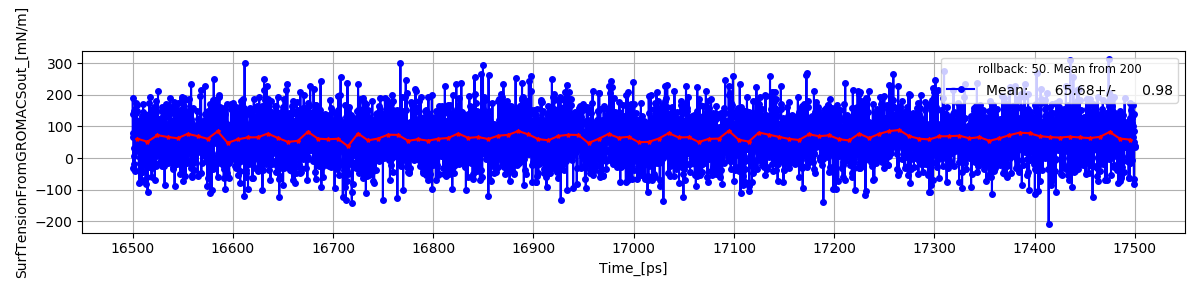 SurfTensionFromGROMACSout_[mN/m]
300
200
100
0
−100
−200
rollback: 50. Mean from 200
Mean: 65.68+/- 0.98
16500 16600 16700 16800 16900 17000 17100 17200 17300 17400 17500
Time_[ps]